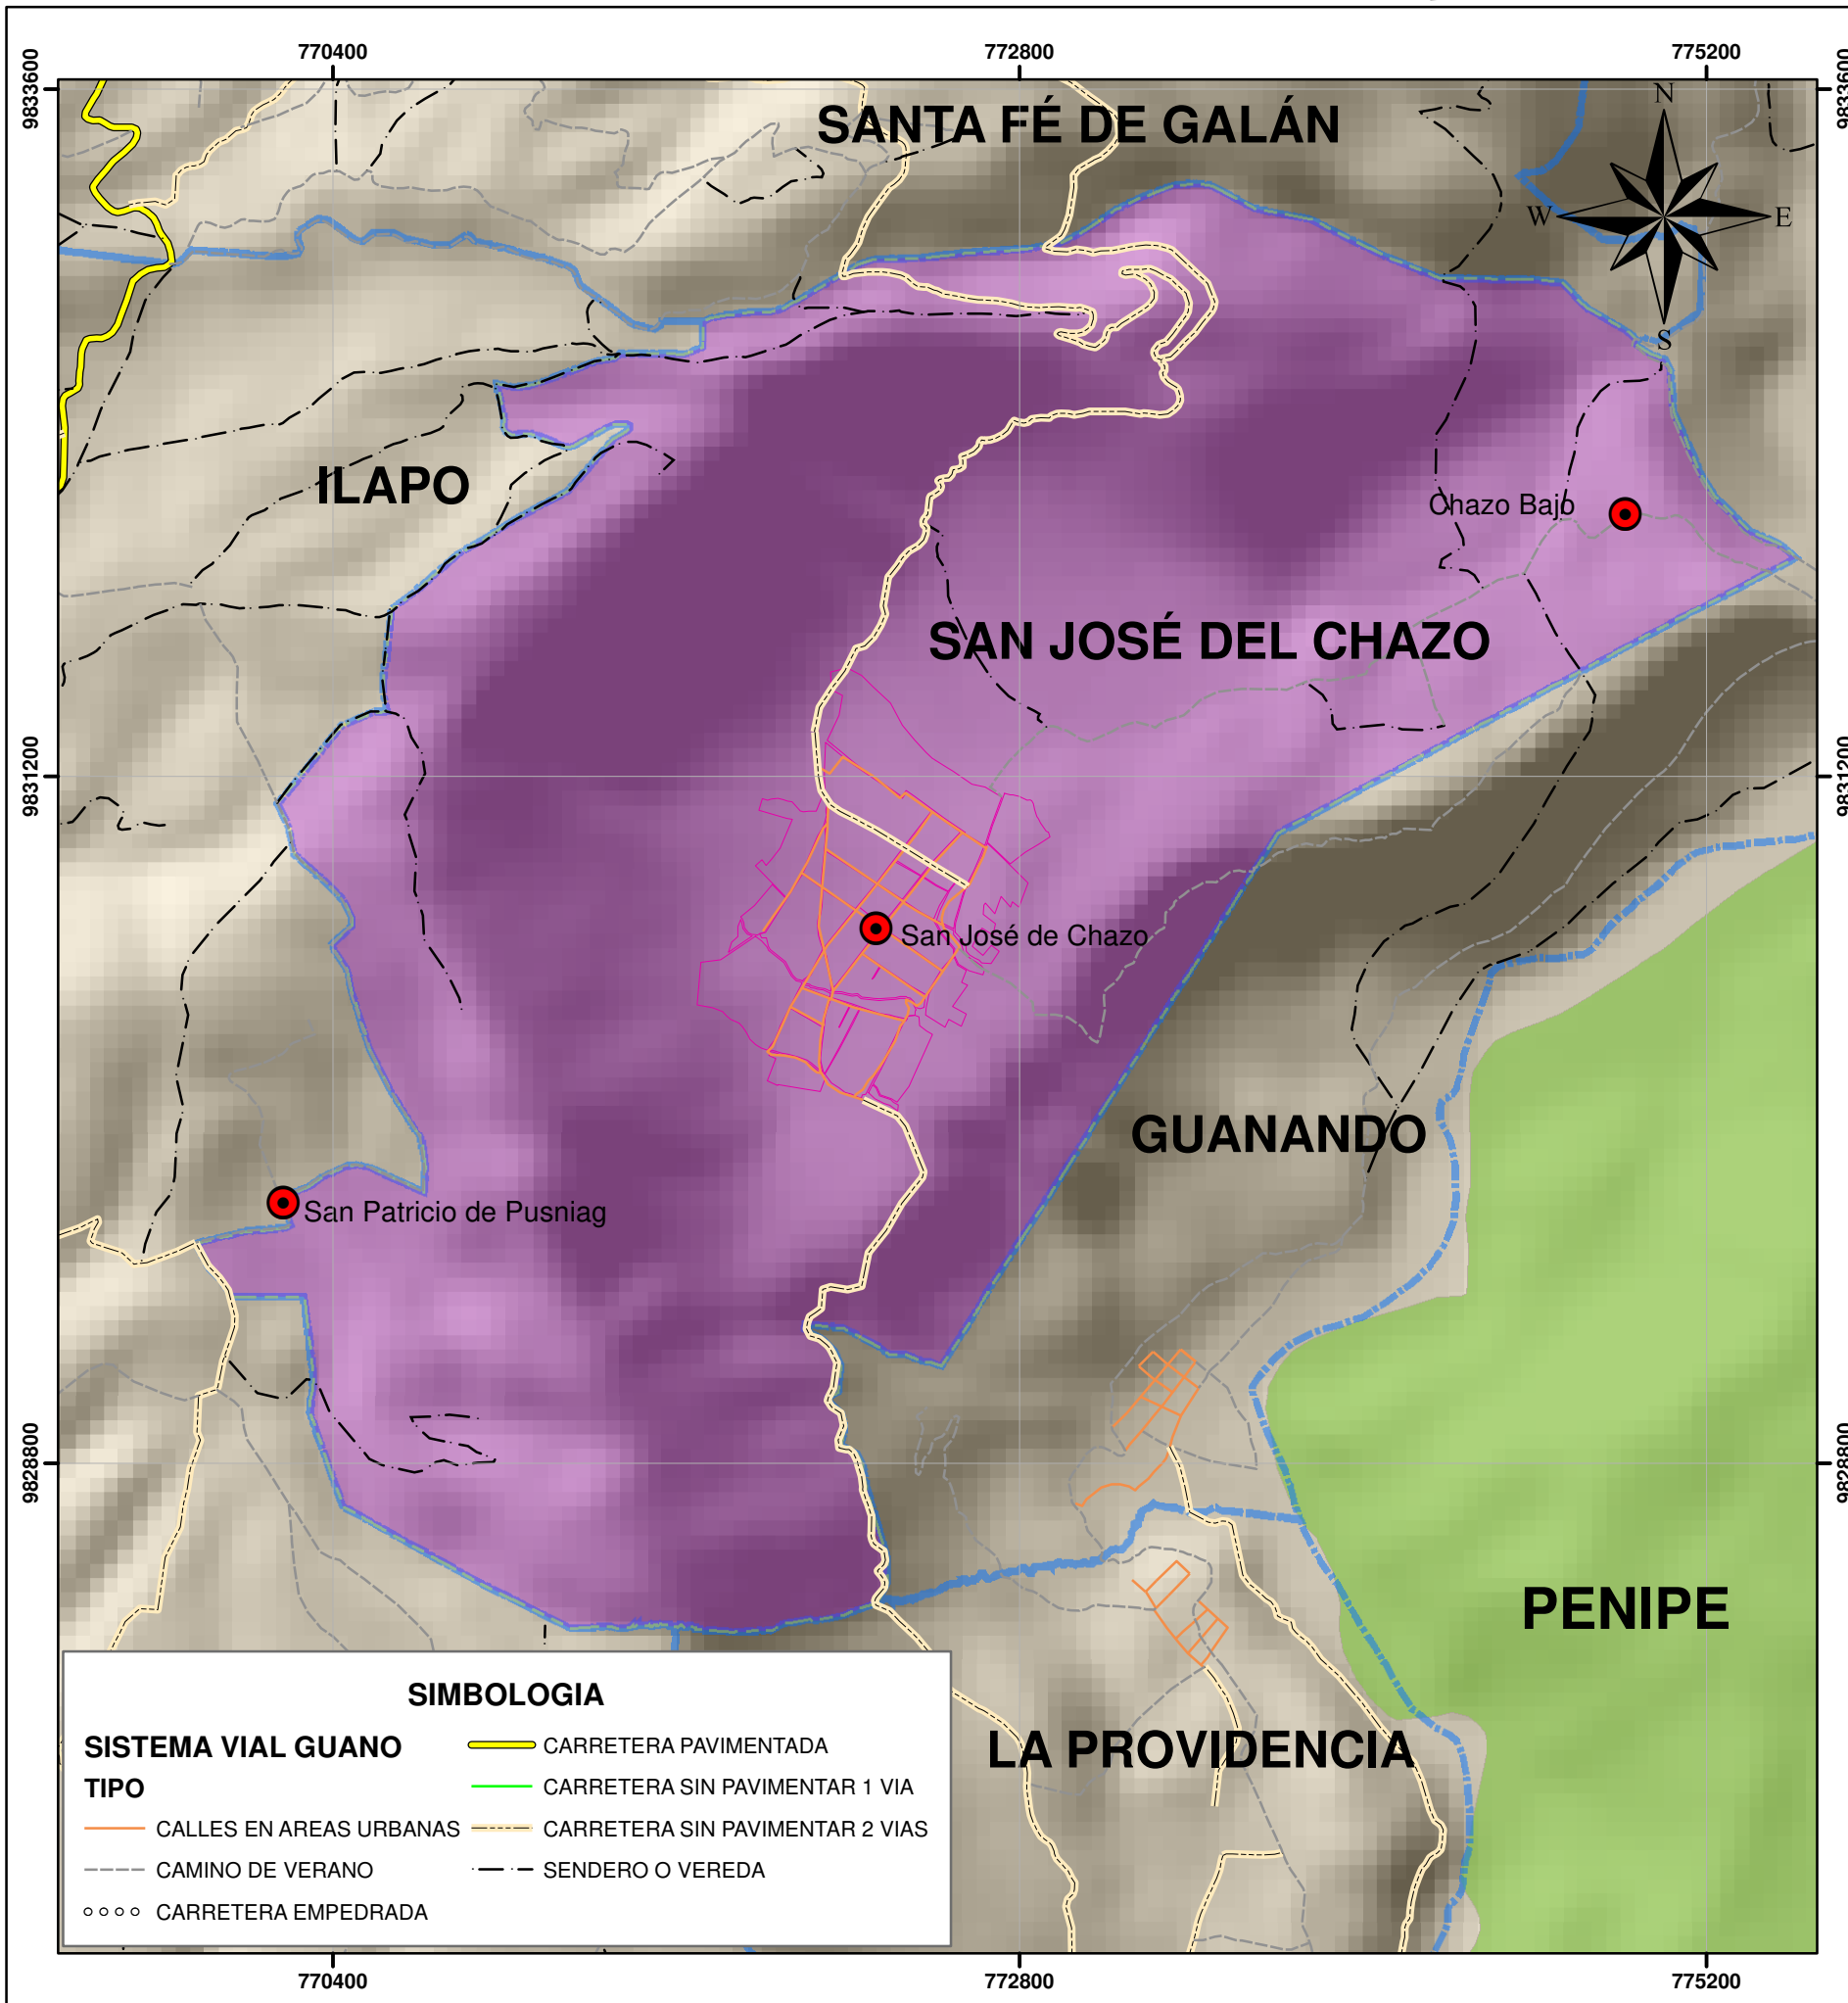 770400 772800 775200
9833600 9833600
SANTA FÉ DE GALÁN
N
W E
S
ILAPO
Chazo Bajo
SAN JOSÉ DEL CHAZO
9831200 9831200
San José de Chazo
GUANANDO
San Patricio de Pusniag
9828800 9828800
PENIPE
LA PROVIDENCIA
SIMBOLOGIA
SISTEMA VIAL GUANO
TIPO
CALLES EN AREAS URBANAS
CAMINO DE VERANO
CARRETERA EMPEDRADA
CARRETERA PAVIMENTADA
CARRETERA SIN PAVIMENTAR 1 VIA
CARRETERA SIN PAVIMENTAR 2 VIAS
SENDERO O VEREDA
770400 772800 775200